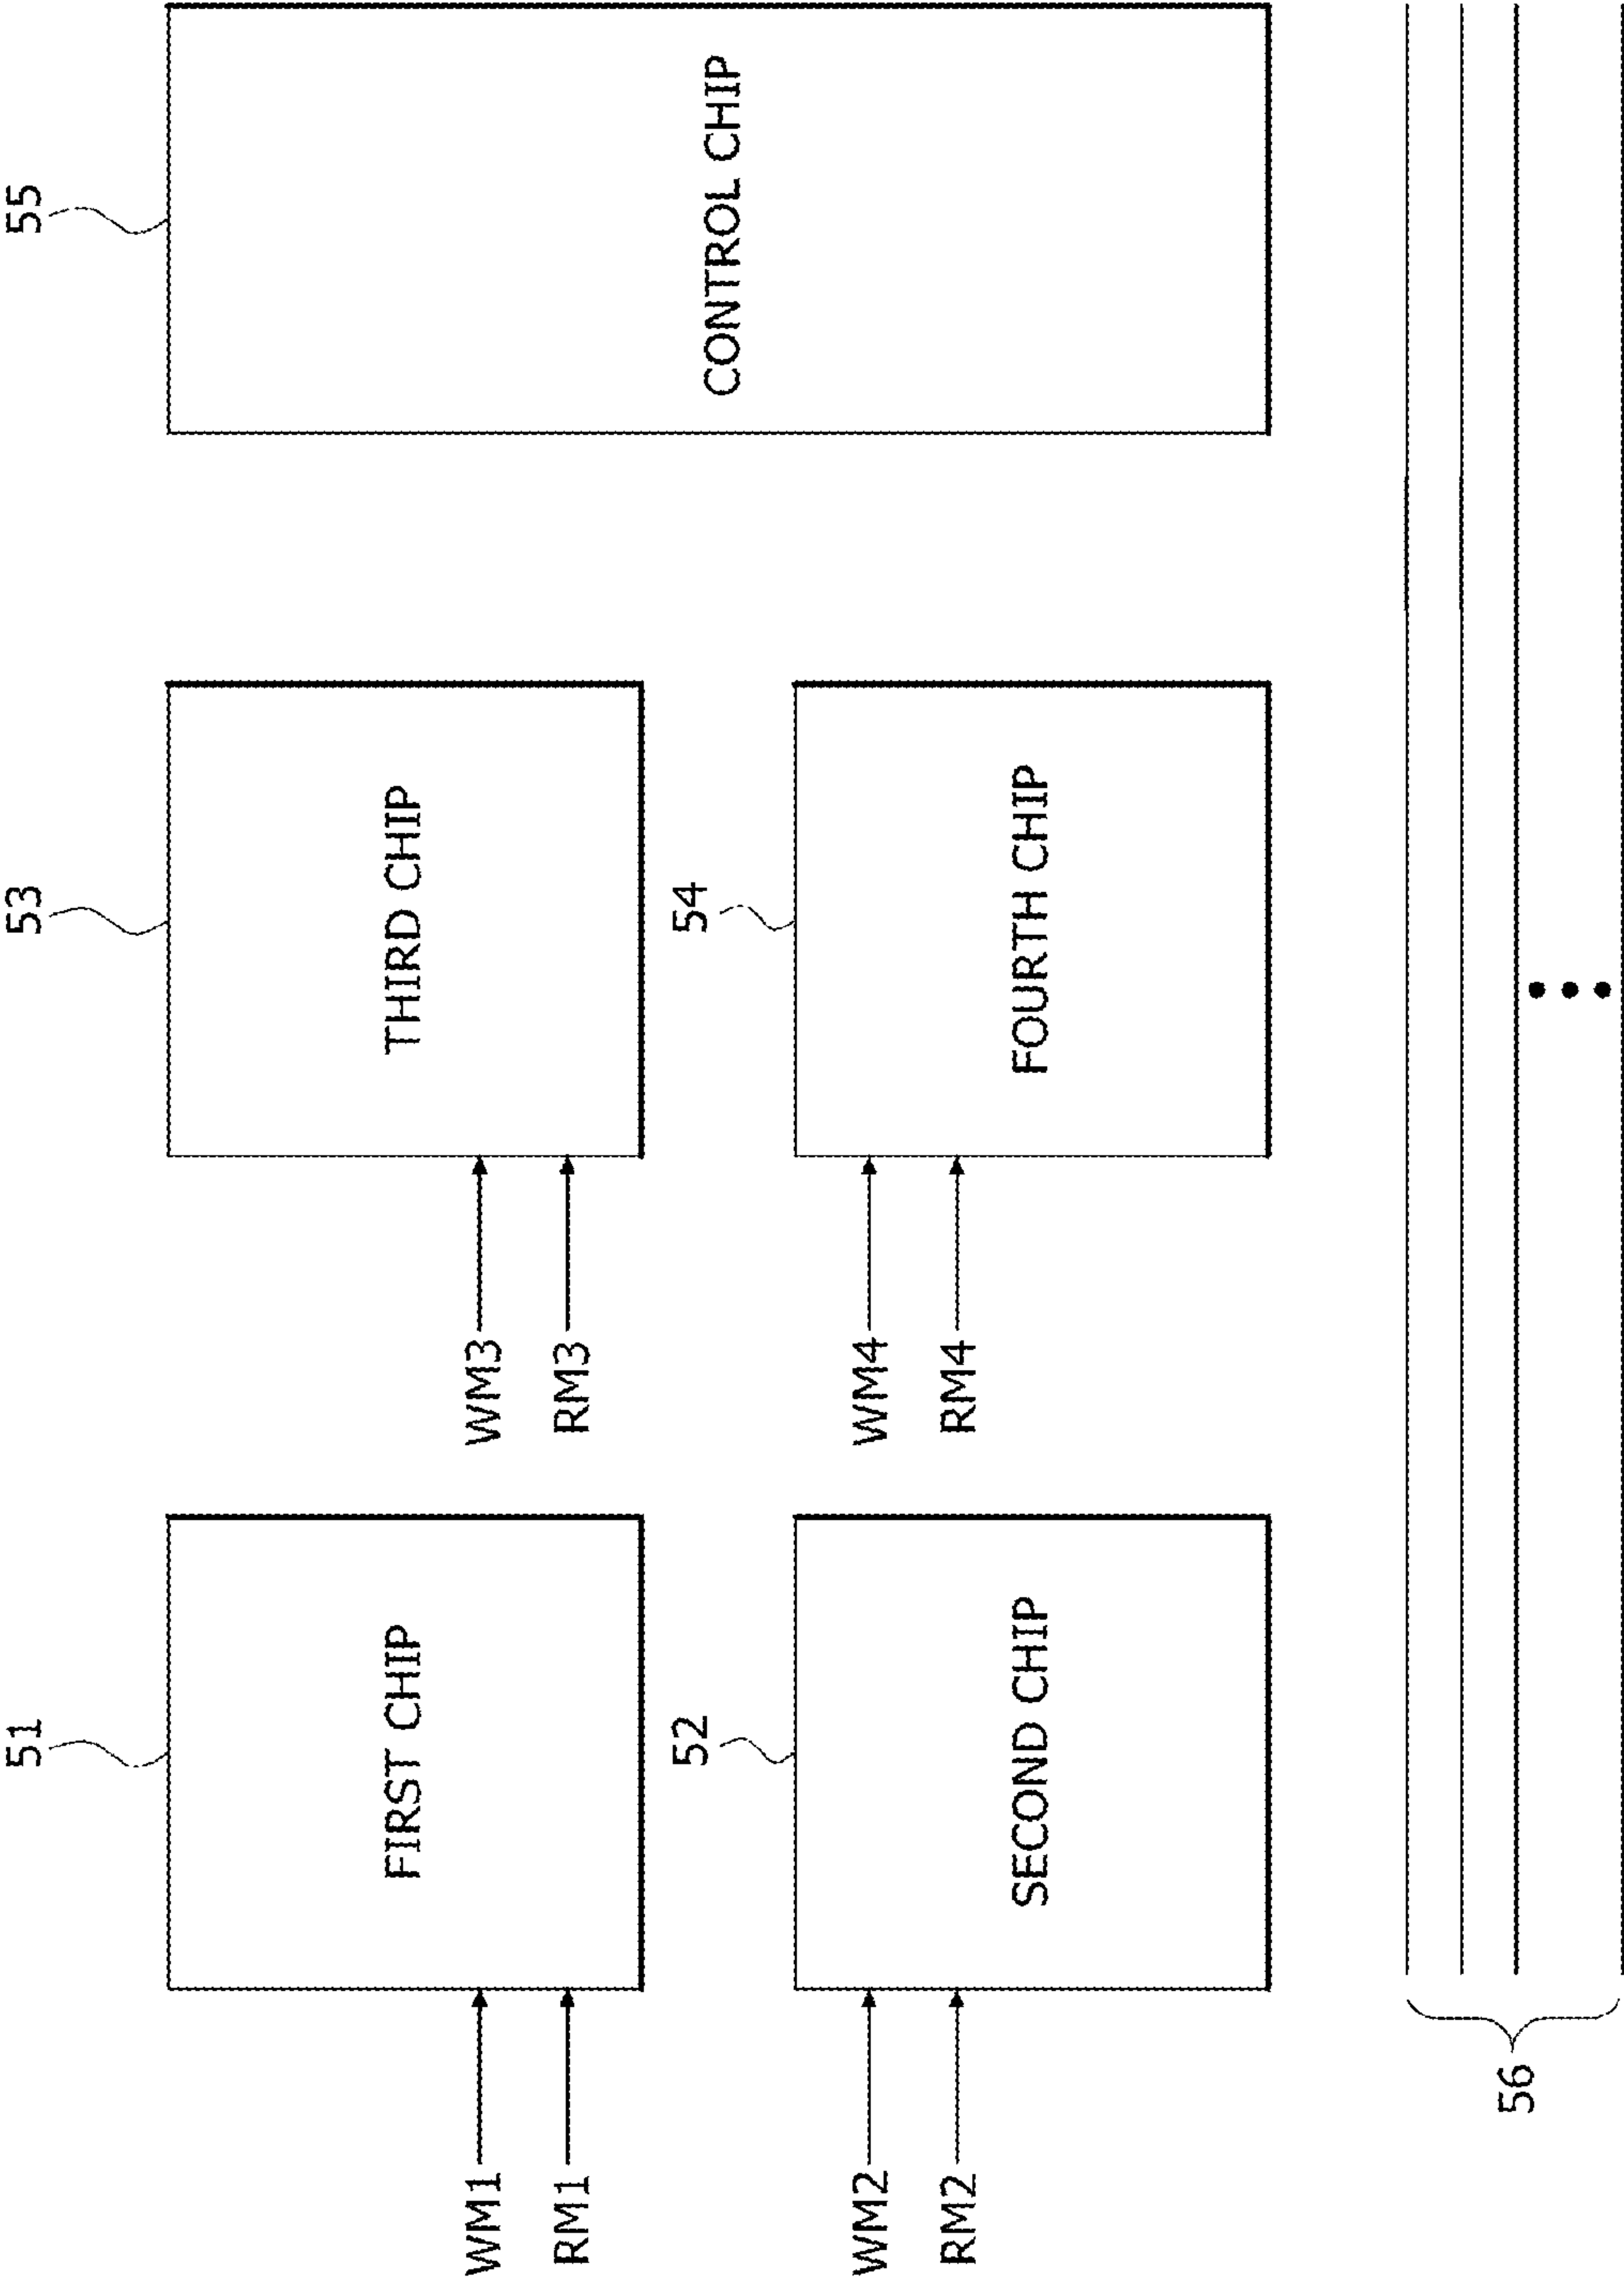 51
FIRST CHIP
WM1
RM1
52
SECOND CHIP
WM2
RM2
53
THIRD CHIP
WM3
RM3
54
FOURTH CHIP
WM4
RM4
55
CONTROL CHIP
56